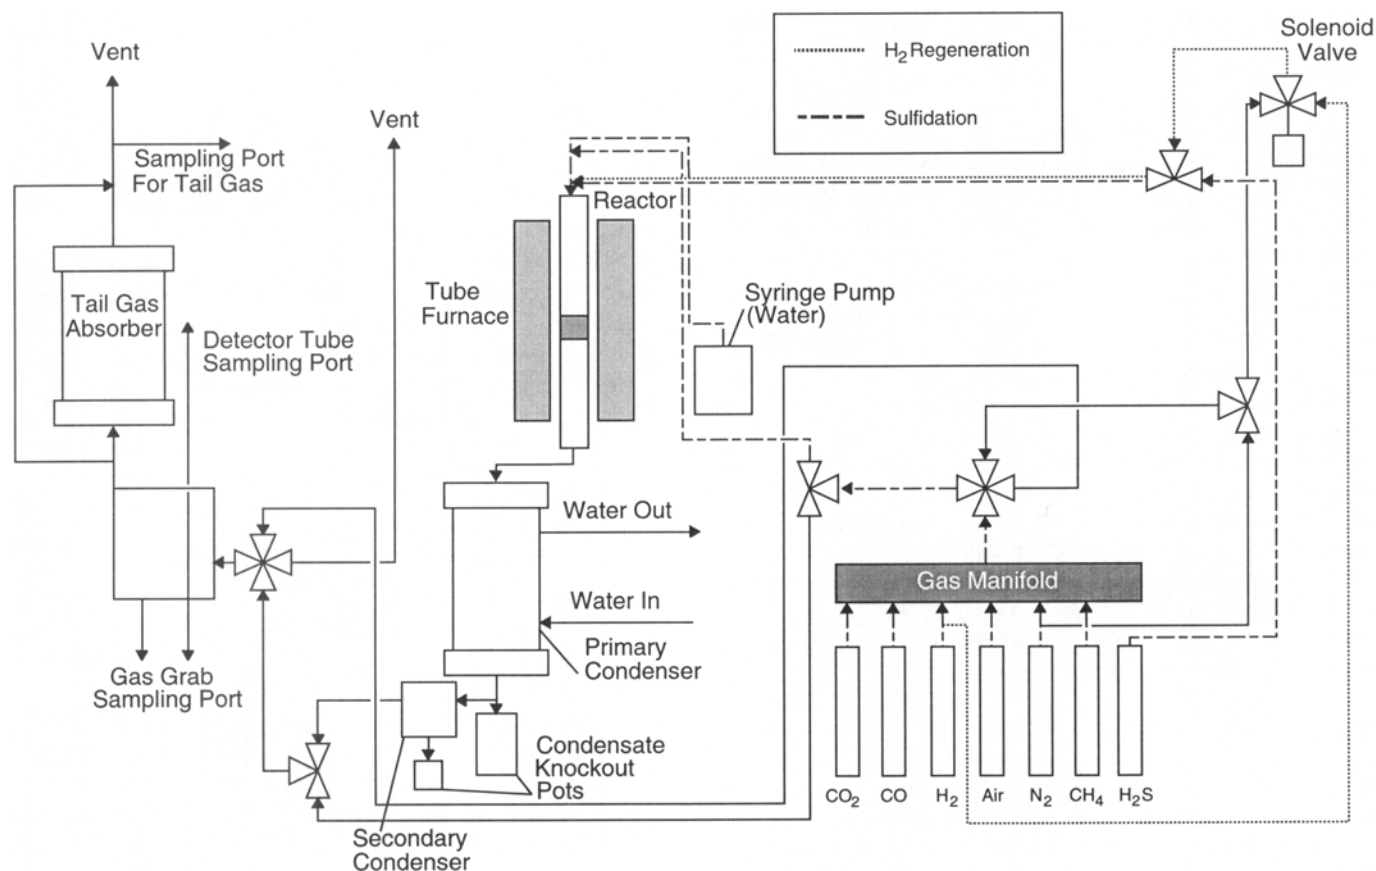 Solenoid
Valve
H2 Regeneration
Sulfidation
Vent
Vent
Sampling Port
For Tail Gas
Reactor
Tail Gas
Absorber
Tube
Furnace
Syringe Pump
(Water)
Detector Tube
Sampling Port
Water Out
Gas Manifold
Water In
Primary
Condenser
Gas Grab
Sampling Port
Condensate
Knockout
Pots
CO2
CO
H2
Air
N2
CH4
H2S
Secondary
Condenser